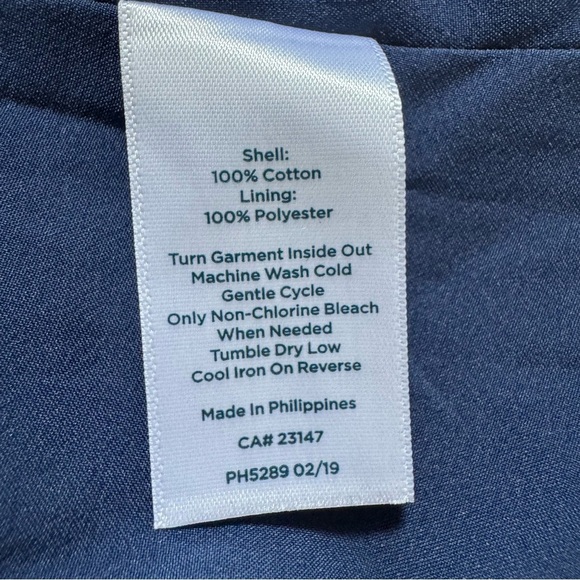 Shell:
100% Cotton
Lining:
100% Polyester
Turn Garment Inside Out
Machine Wash Cold
Gentle Cycle
Only Non-Chlorine Bleach
When Needed
Tumble Dry Low
Cool Iron On Reverse
Made In Philippines
CA# 23147
PH5289 02/19